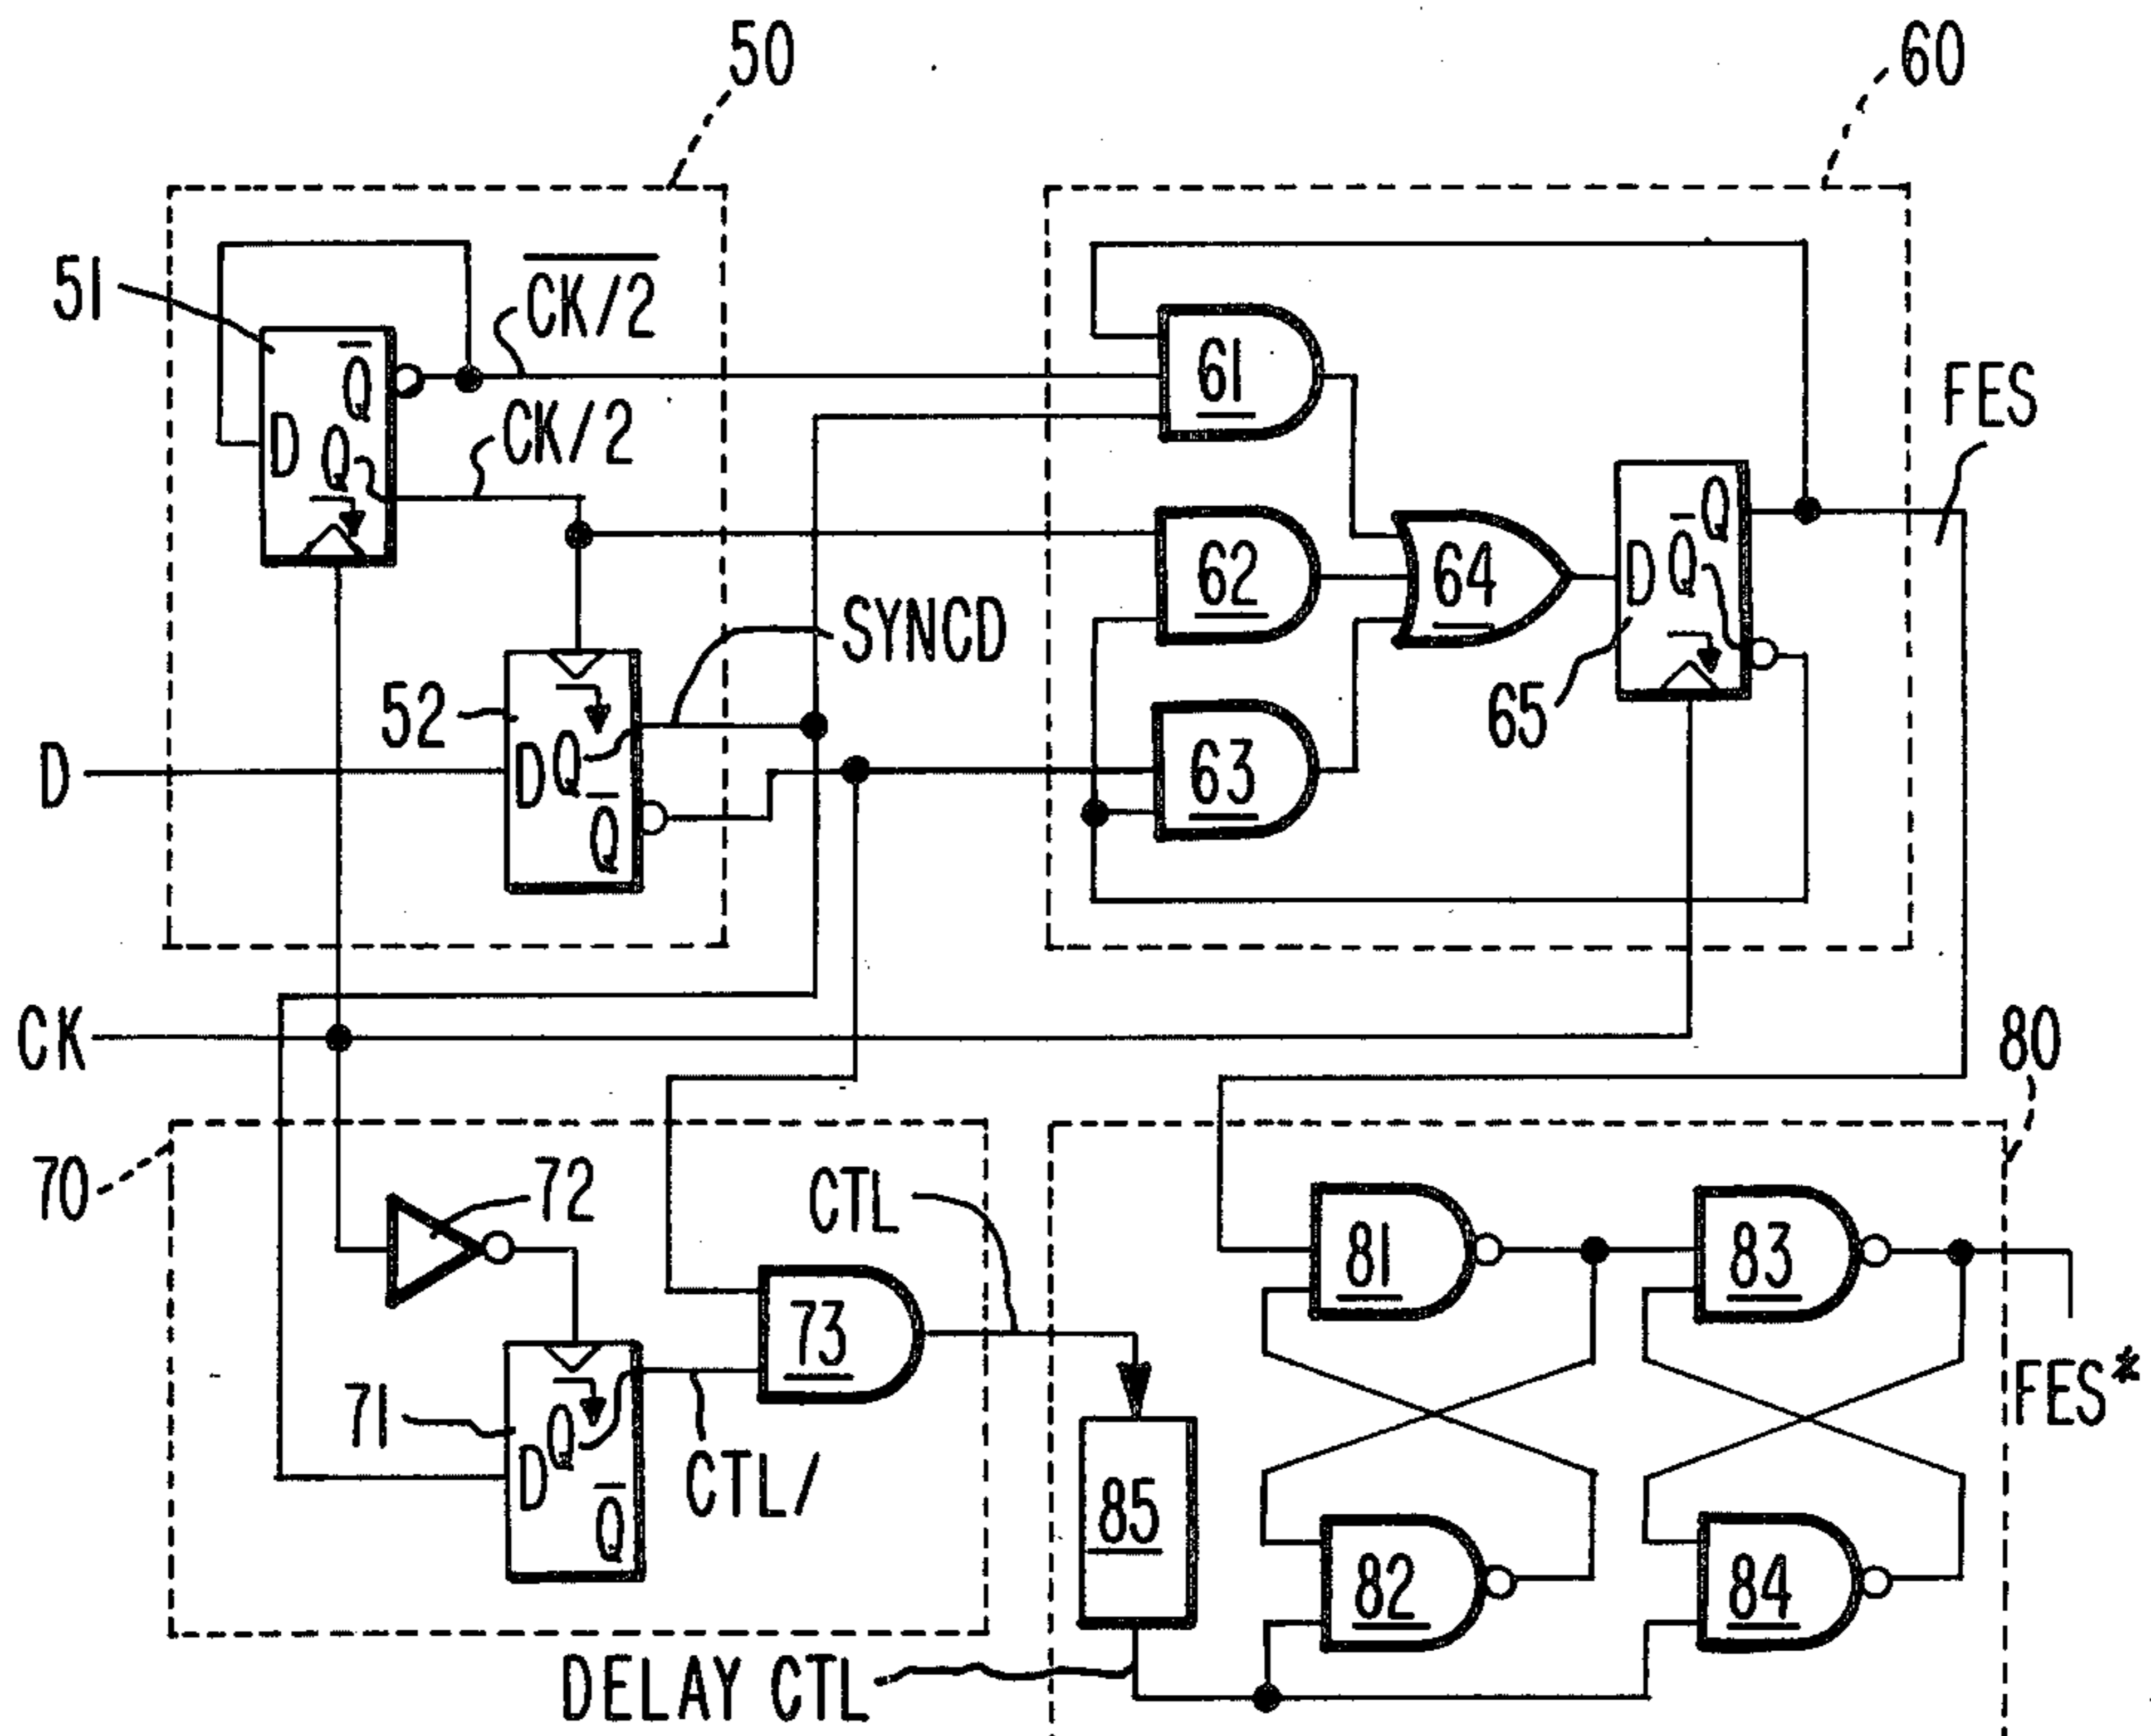 50
60
51
Q̅
C̅K̅/̅2̅
D
Q
CK/2
61
FES
62
64
D
Q
Q̅
SYNCD
52
D
D
Q
Q̅
63
65
CK
80
70
72
CTL
81
83
73
FES*
71
D
Q
Q̅
CTL/
85
82
84
DELAY CTL